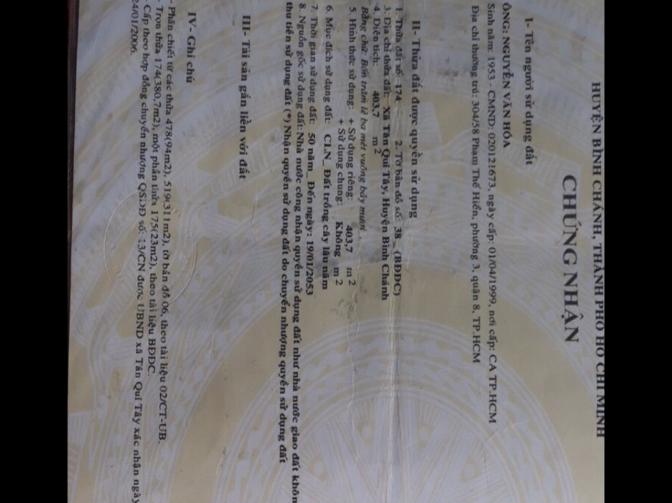 HUYỆN BÌNH CHÁNH, THÀNH PHỐ HỒ CHÍ MINH
CHỨNG NHẬN
I- Tên người sử dụng đất
ÔNG: NGUYỄN VĂN HÒA
Sinh năm: 1953 . CMND: 020121673, ngày cấp: 01/04/1999, nơi cấp: CA TP.HCM
Địa chỉ thường trú: 304/58 Phạm Thế Hiển, phường 3, quận 8, TP HCM
II- Thửa đất được quyền sử dụng
1. Thửa đất số: 174 2. Tờ bản đồ số: 38 (BĐĐC)
3. Địa chỉ thửa đất: Xã Tân Quí Tây, Huyện Bình Chánh
4. Diện tích: 403,7 m 2
Bằng chữ: Bốn trăm lẻ ba mét vuông bảy mươi
5. Hình thức sử dụng: + Sử dụng riêng: 403,7 m 2
+ Sử dụng chung: Không m 2
6. Mục đích sử dụng đất: CLN_ Đất trồng cây lâu năm
7. Thời gian sử dụng đất: 50 năm_ Đến ngày: 19/01/2053
8. Nguồn gốc sử dụng đất: Nhà nước công nhận quyền sử dụng đất như nhà nước giao đất không
thu tiền sử dụng đất (*) Nhận quyền sử dụng đất do chuyển nhượng quyền sử dụng đất
III- Tài sản gắn liền với đất
IV- Ghi chú
- Phân chiết từ các thửa 478(94m2), 519(311m2), tờ bản đồ 06, theo tài liệu 02/CT-UB.
- Trọn thửa 174(380,7m2), một phần thửa 175(23m2), theo tài liệu BĐĐC.
- Cấp theo hợp đồng chuyển nhượng QSDĐ số: 13/CN được UBND xã Tân Quí Tây xác nhận ngày
24/01/2006.